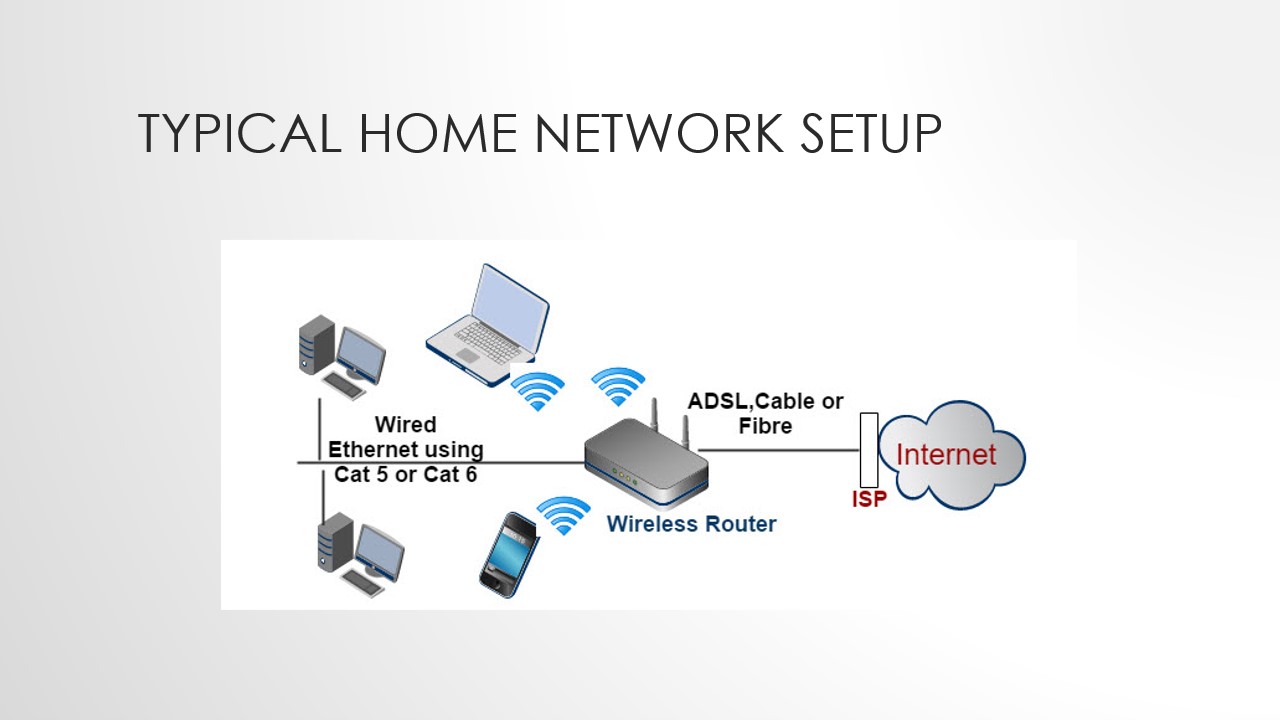 TYPICAL HOME NETWORK SETUP
Wired
Ethernet using
Cat 5 or Cat 6
ADSL,Cable or
Fibre
Internet
ISP
Wireless Router